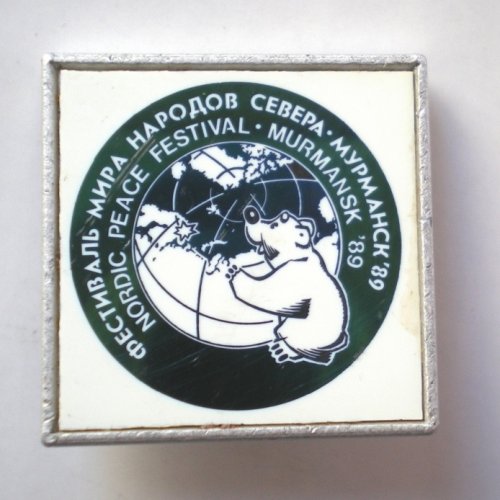 ФЕСТИВАЛЬ МИРА НАРОДОВ СЕВЕРА · МУРМАНСК '89
NORDIC PEACE FESTIVAL · MURMANSK '89